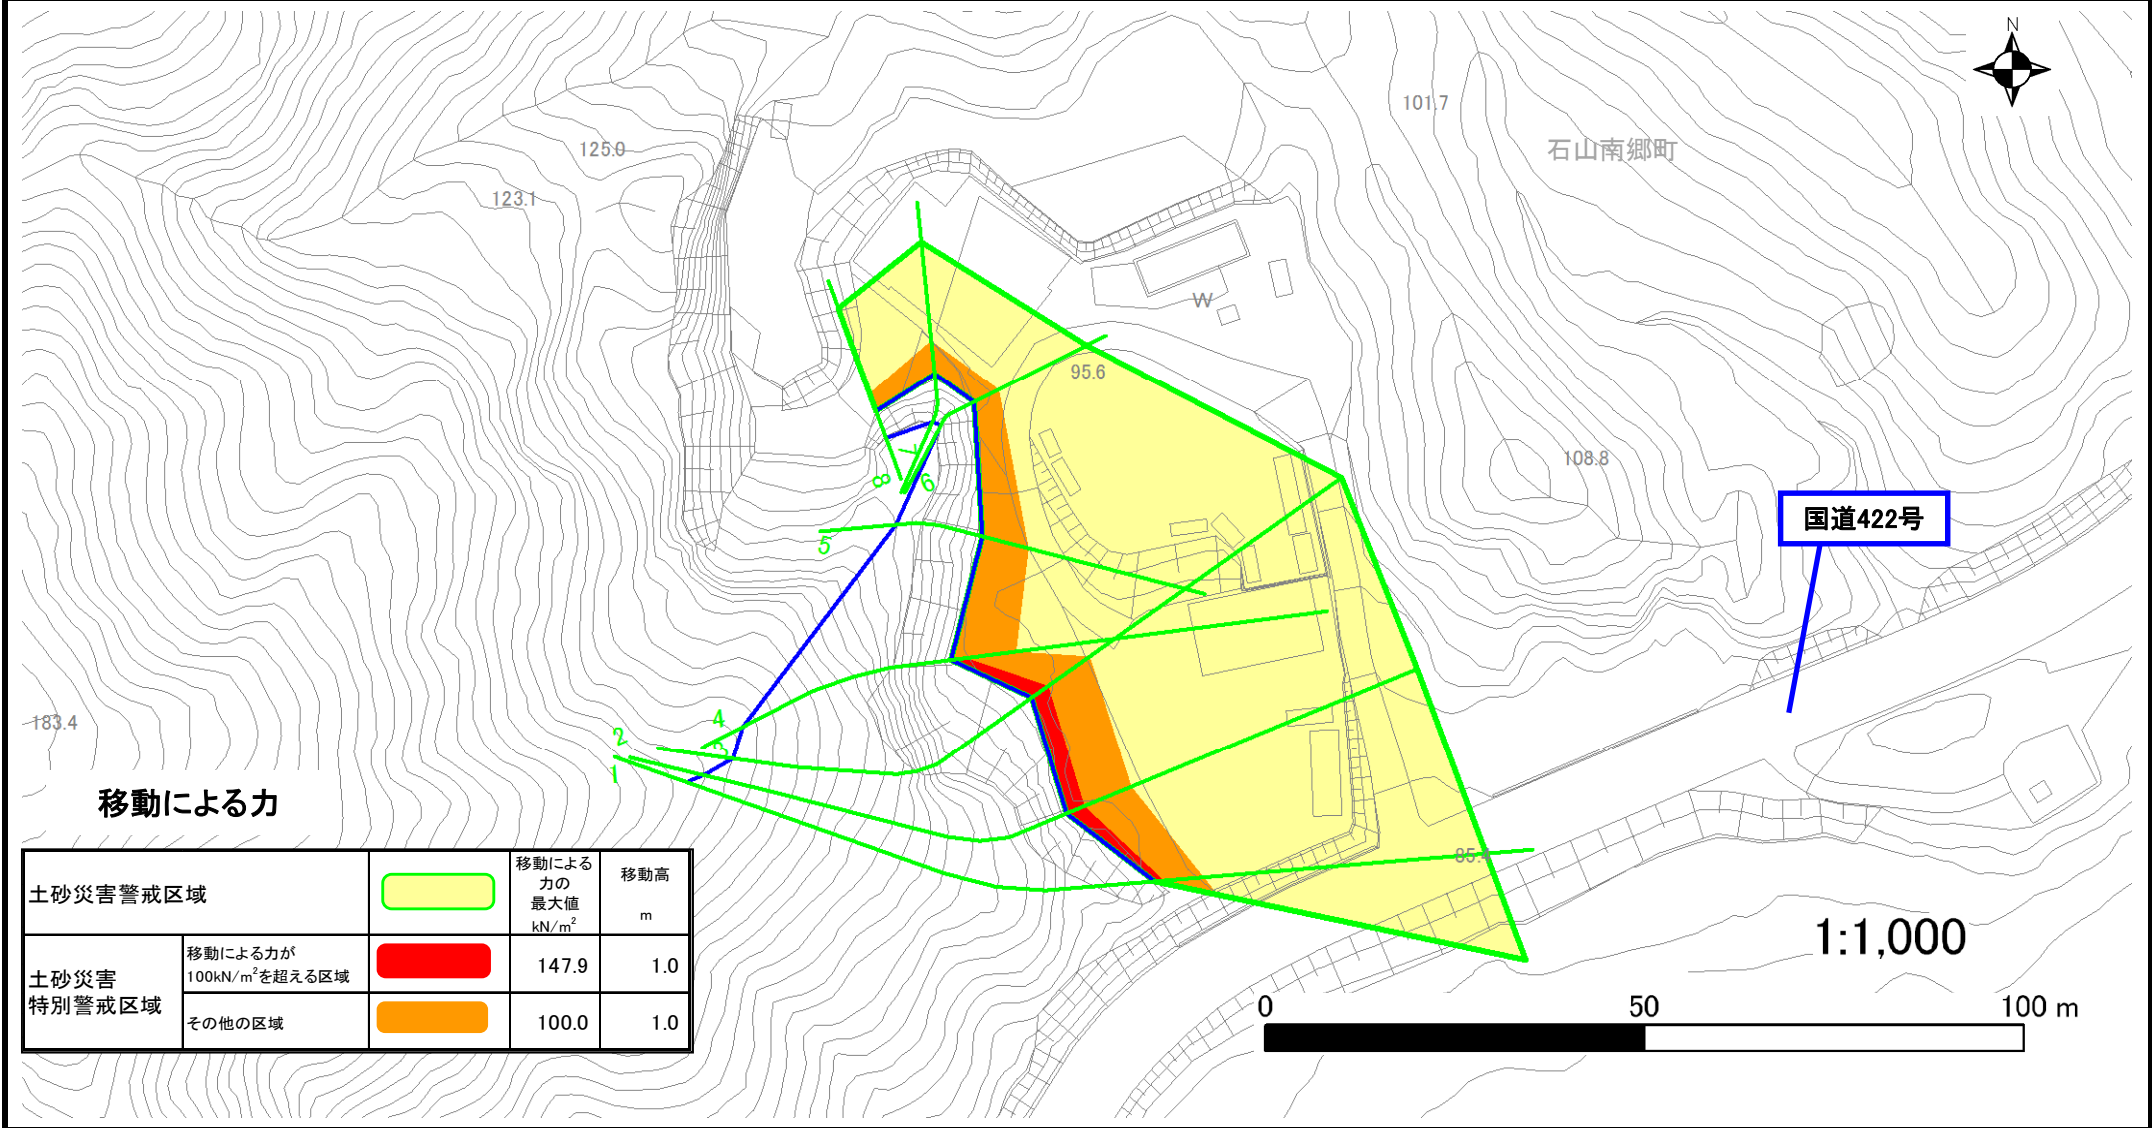 N
101.7
石山南郷町
125.0
123.1
W
95.6
108.8
国道422号
7
8
6
5
4
3
2
1
183.4
85.4
移動による力
土砂災害警戒区域
移動による
力の
最大値
kN/m²
移動高
m
土砂災害
特別警戒区域
移動による力が
100kN/m²を超える区域
147.9
1.0
その他の区域
100.0
1.0
1:1,000
0
50
100 m